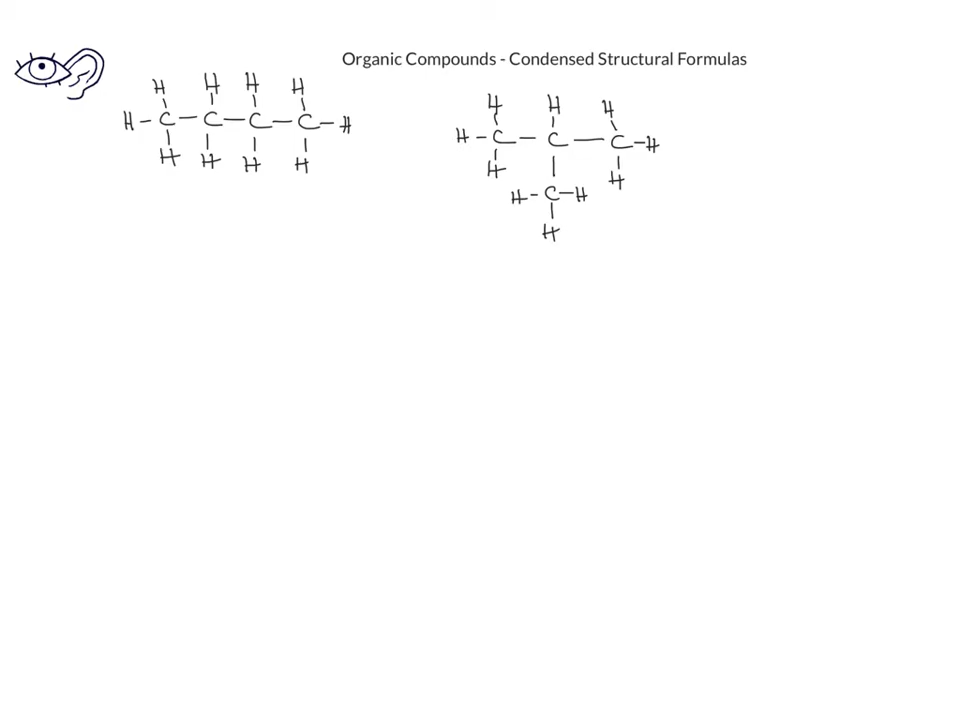 Organic Compounds - Condensed Structural Formulas
H H H H
H - C - C - C - C - H
H H H H
H H H
H - C - C - C - H
H H
H - C - H
H